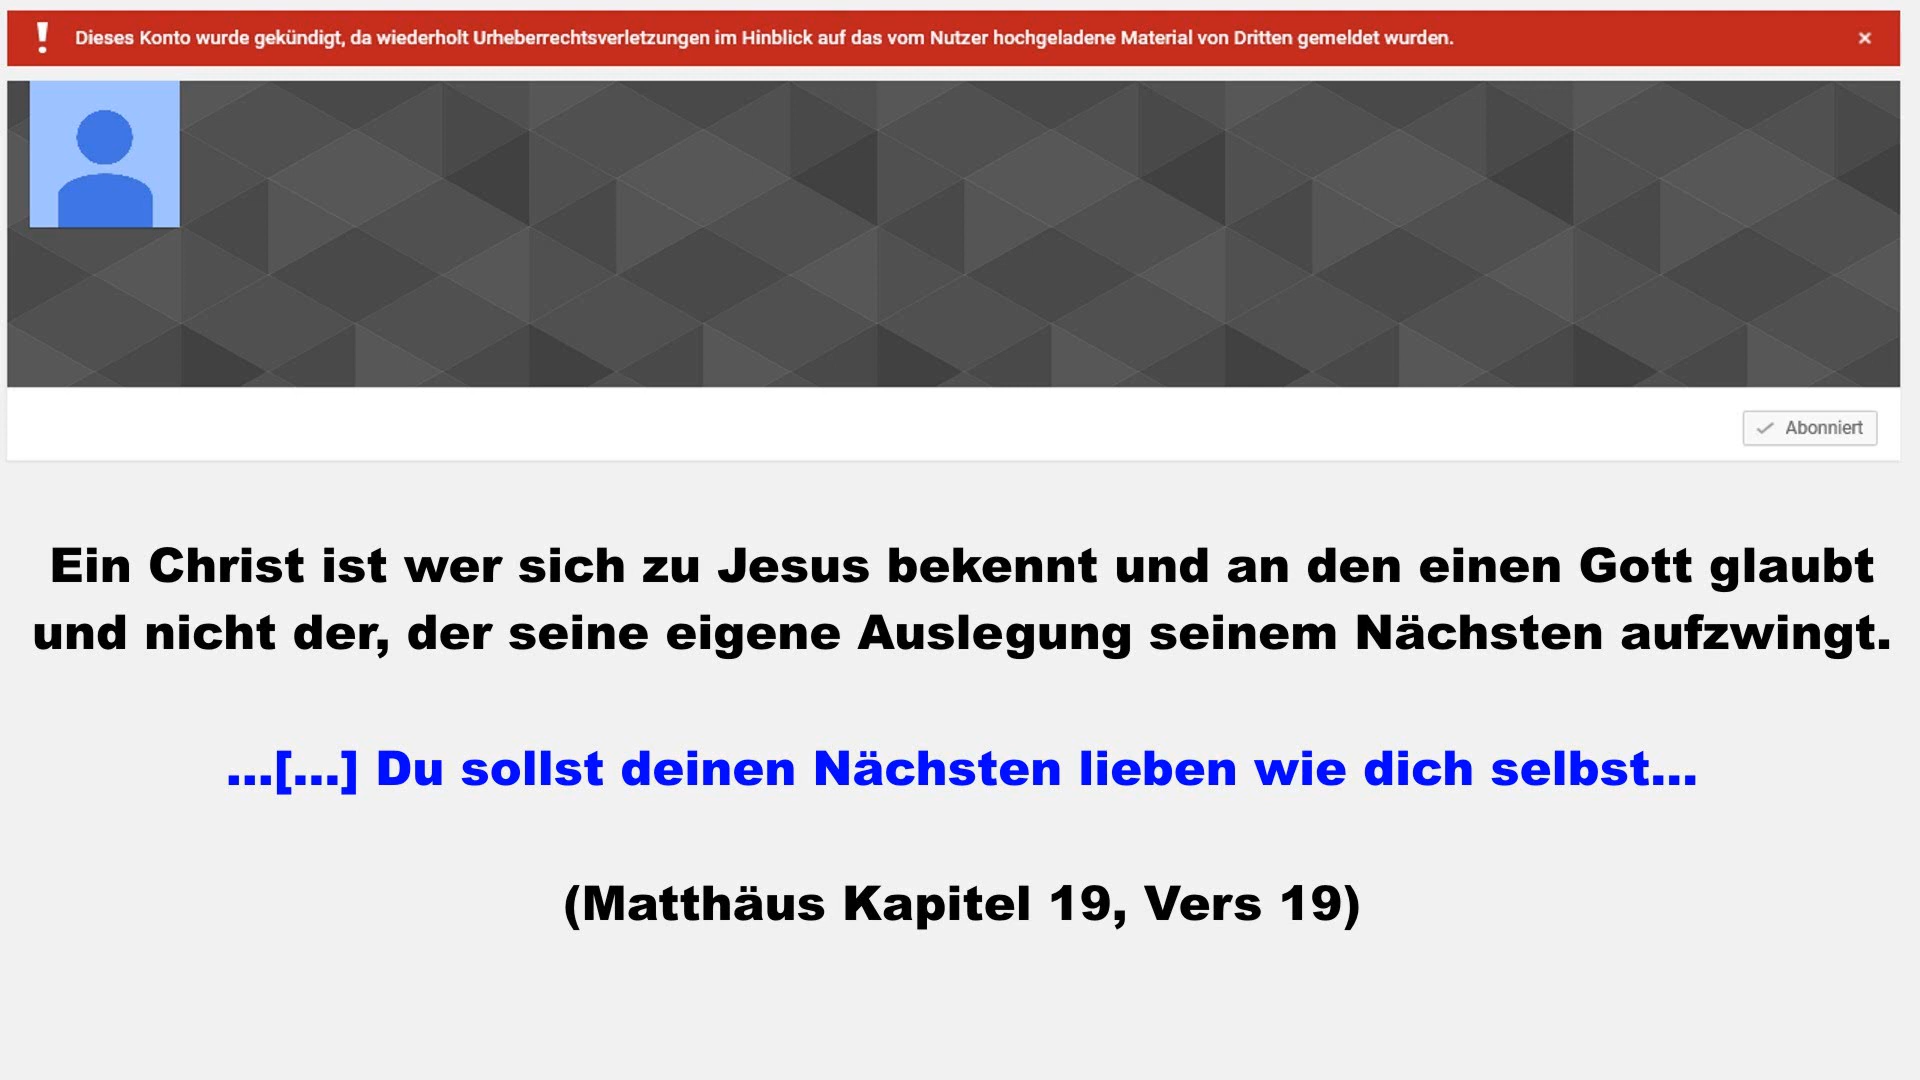 Dieses Konto wurde gekündigt, da wiederholt Urheberrechtsverletzungen im Hinblick auf das vom Nutzer hochgeladene Material von Dritten gemeldet wurden.
Abonniert
Ein Christ ist wer sich zu Jesus bekennt und an den einen Gott glaubt
und nicht der, der seine eigene Auslegung seinem Nächsten aufzwingt.
...[...] Du sollst deinen Nächsten lieben wie dich selbst...
(Matthäus Kapitel 19, Vers 19)